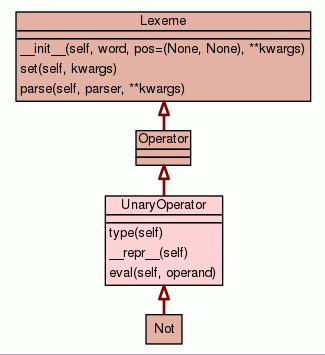 Lexeme
__init__(self, word, pos=(None, None), **kwargs)
set(self, kwargs)
parse(self, parser, **kwargs)
Operator
UnaryOperator
type(self)
__repr__(self)
eval(self, operand)
Not